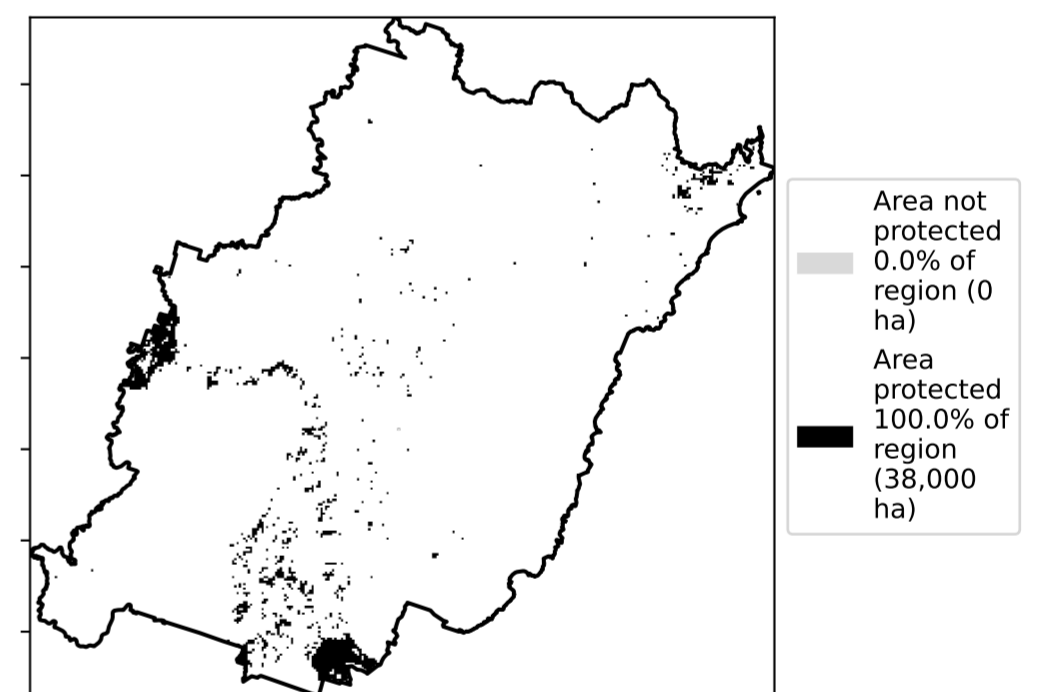 Area not
protected
0.0% of
region (0
ha)
Area
protected
100.0% of
region
(38,000
ha)